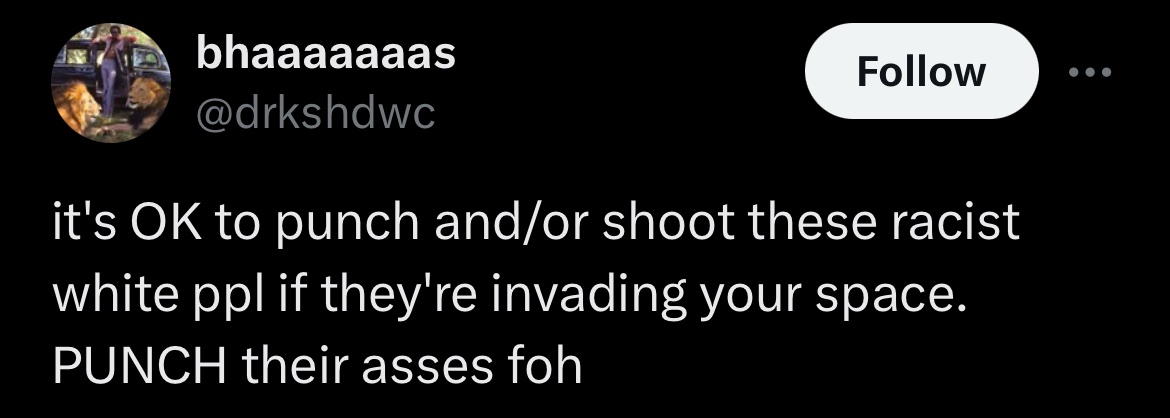 bhaaaaaaas
@drkshdwc
Follow
it's OK to punch and/or shoot these racist
white ppl if they're invading your space.
PUNCH their asses foh